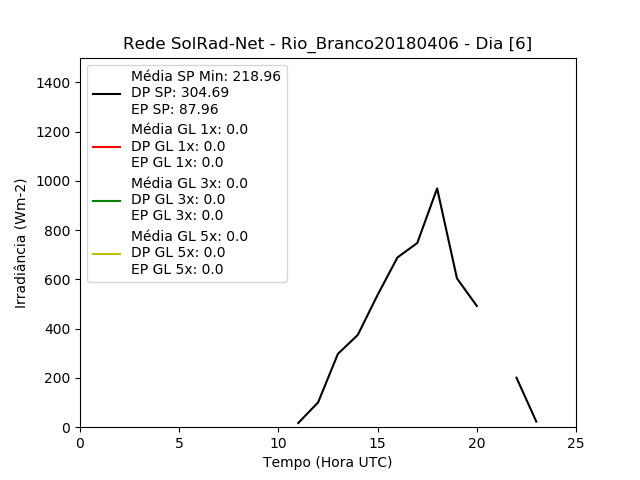 Rede SolRad-Net - Rio_Branco20180406 - Dia [6]
Média SP Min: 218.96
DP SP: 304.69
EP SP: 87.96
Média GL 1x: 0.0
DP GL 1x: 0.0
EP GL 1x: 0.0
Média GL 3x: 0.0
DP GL 3x: 0.0
EP GL 3x: 0.0
Média GL 5x: 0.0
DP GL 5x: 0.0
EP GL 5x: 0.0
Irradiância (Wm-2)
1400
1200
1000
800
600
400
200
0
0 5 10 15 20 25
Tempo (Hora UTC)